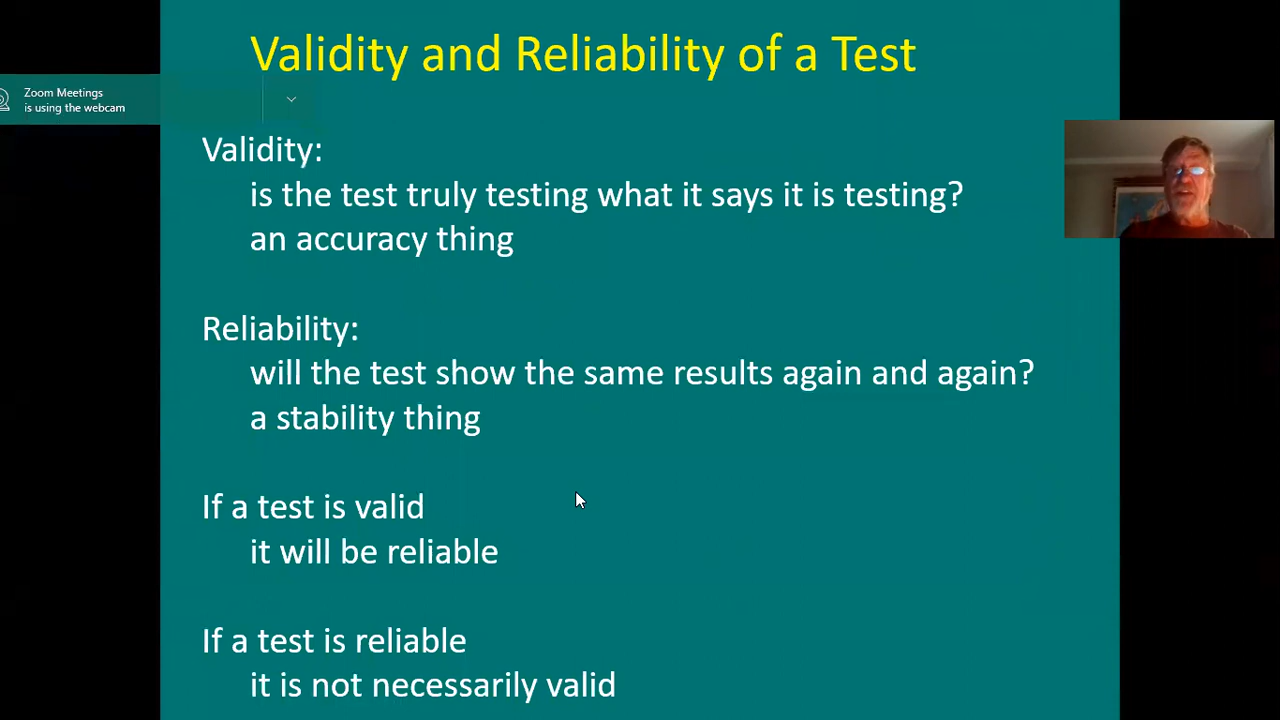 Validity and Reliability of a Test
Zoom Meetings
is using the webcam
Validity:
is the test truly testing what it says it is testing?
an accuracy thing
Reliability:
will the test show the same results again and again?
a stability thing
If a test is valid
it will be reliable
If a test is reliable
it is not necessarily valid